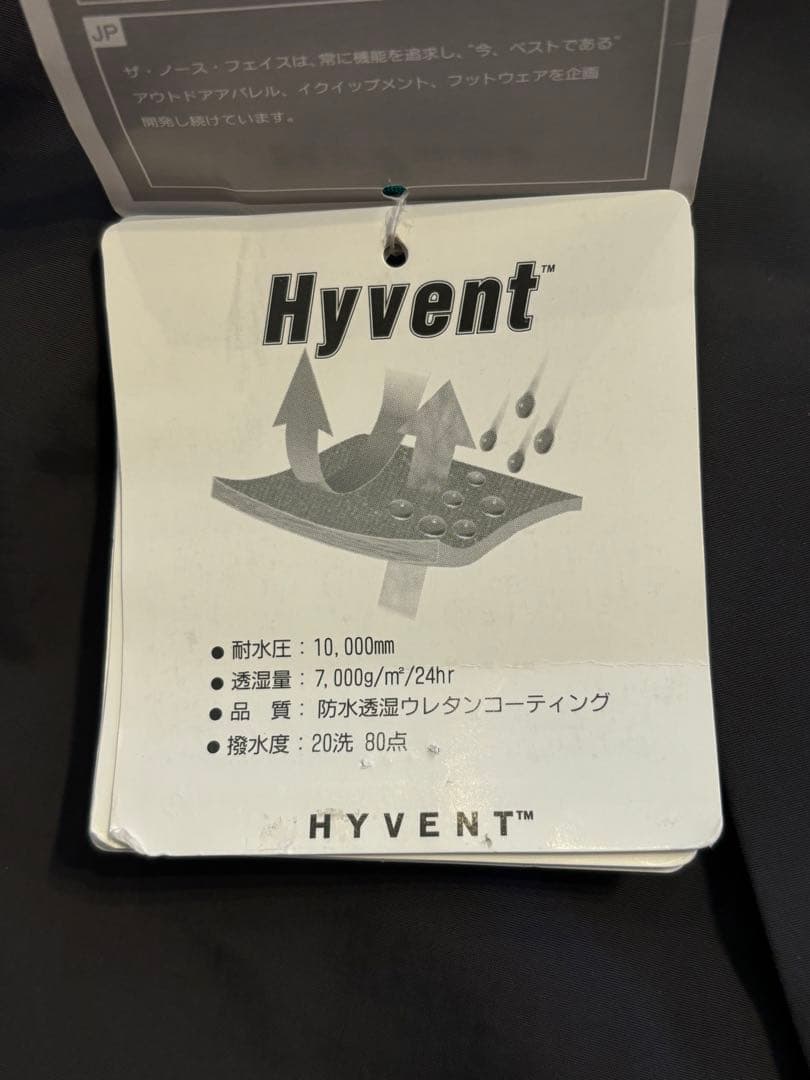 JP
ザ・ノース・フェイスは、常に機能を追求し、"今、ベストである"
アウトドアアパレル、イクイップメント、フットウェアを企画
開発し続けています。
Hyvent™
● 耐水圧：10,000mm
● 透湿量：7,000g/㎡/24hr
● 品　質：防水透湿ウレタンコーティング
● 撥水度：20洗 80点
HYVENT™